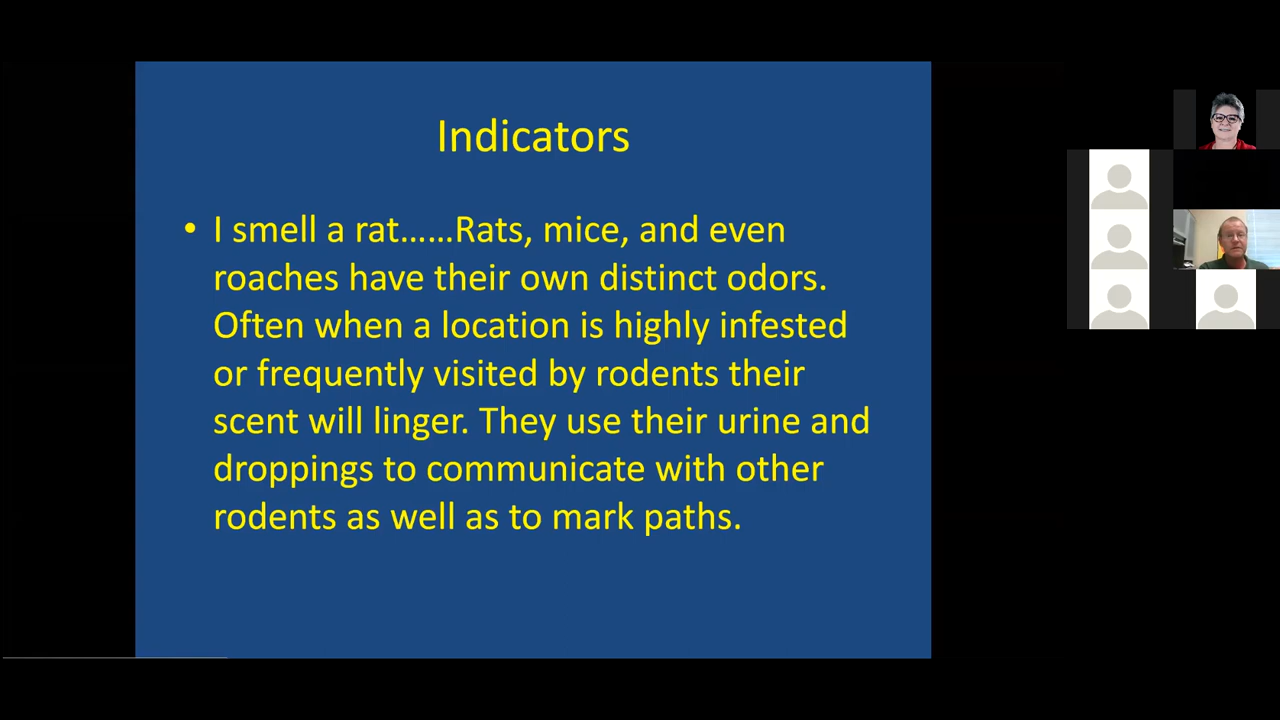 Indicators
• I smell a rat......Rats, mice, and even
roaches have their own distinct odors.
Often when a location is highly infested
or frequently visited by rodents their
scent will linger. They use their urine and
droppings to communicate with other
rodents as well as to mark paths.